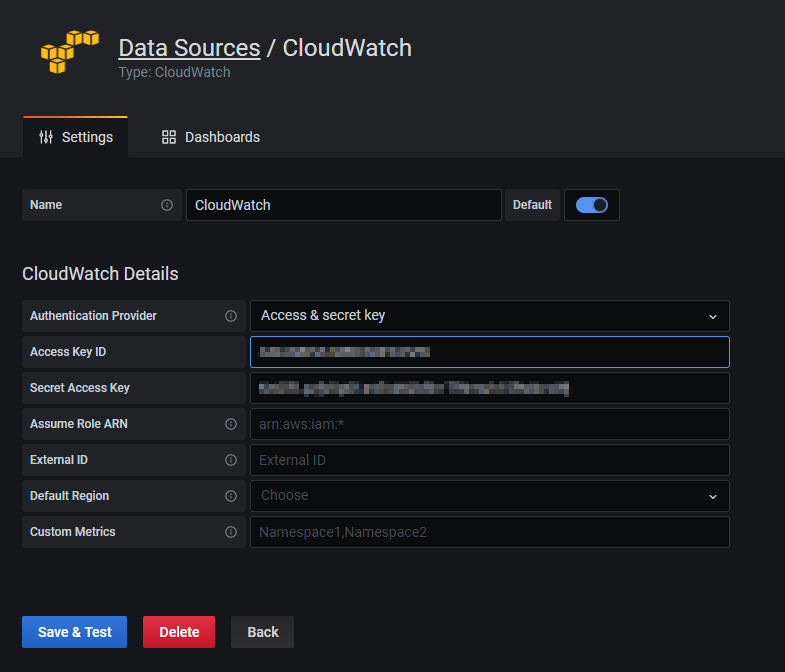 Data Sources / CloudWatch
Type: CloudWatch
Settings Dashboards
Name CloudWatch Default
CloudWatch Details
Authentication Provider Access & secret key
Access Key ID
Secret Access Key
Assume Role ARN arn:aws:iam:*
External ID External ID
Default Region Choose
Custom Metrics Namespace1,Namespace2
Save & Test Delete Back